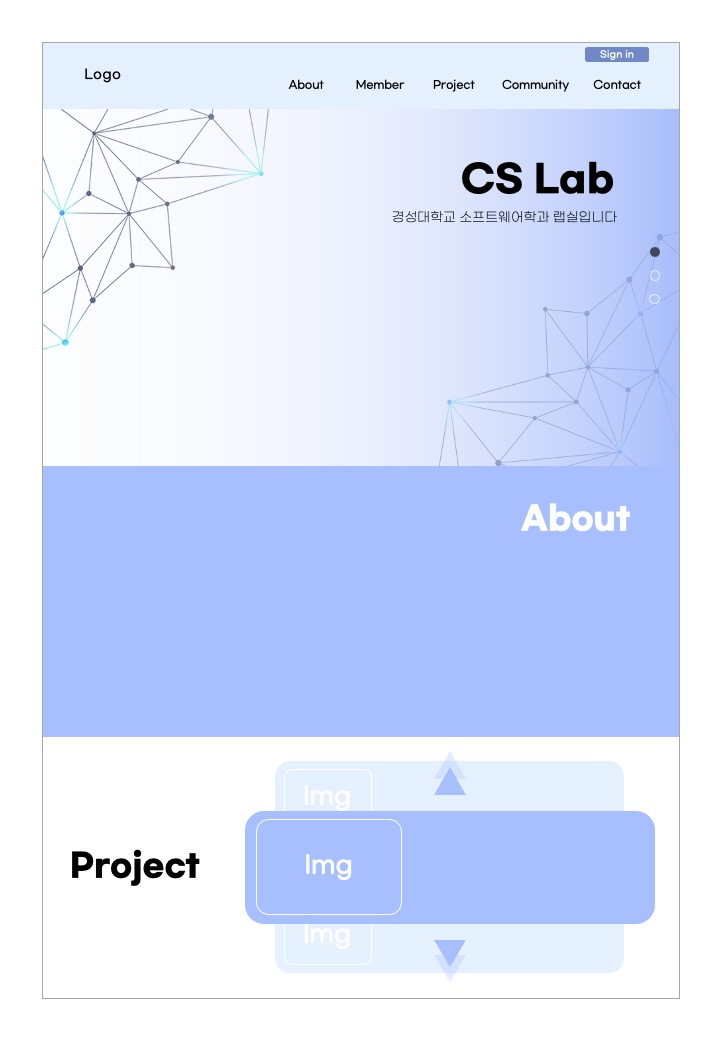 Sign in
Logo
About Member Project Community Contact
CS Lab
경성대학교 소프트웨어학과 랩실입니다
About
Img
Project
Img
Img